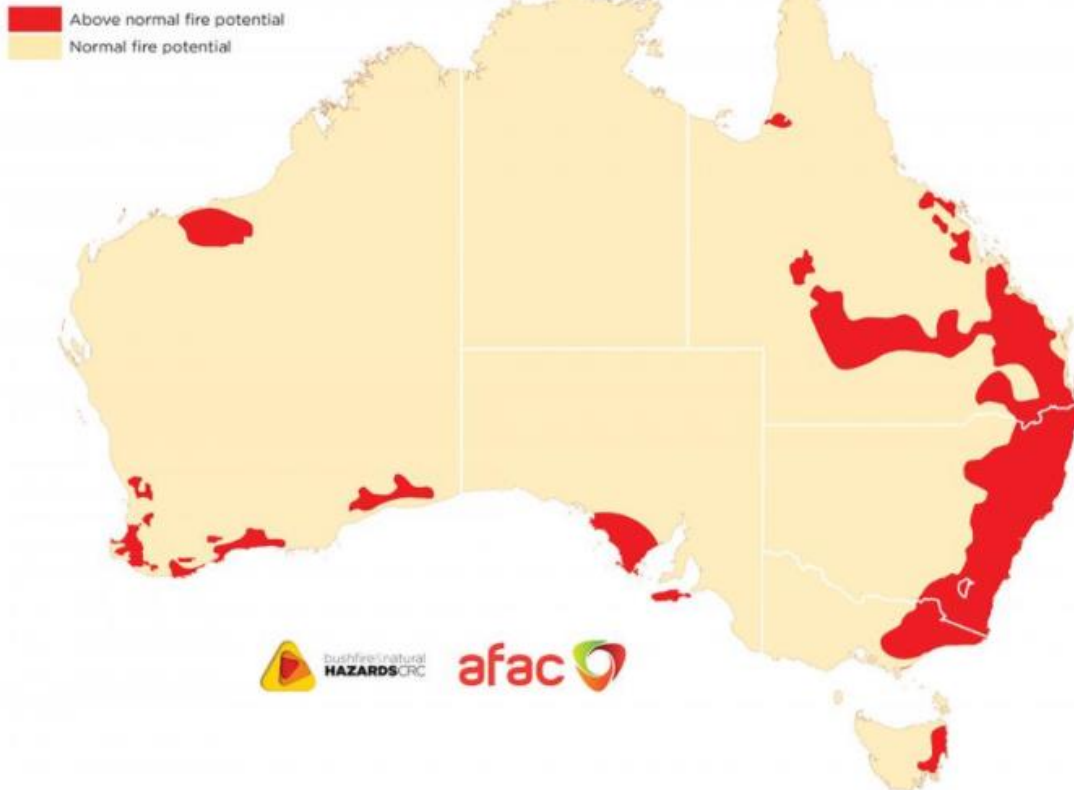 Above normal fire potential
Normal fire potential
bushfire&natural
HAZARDSCRC
afac